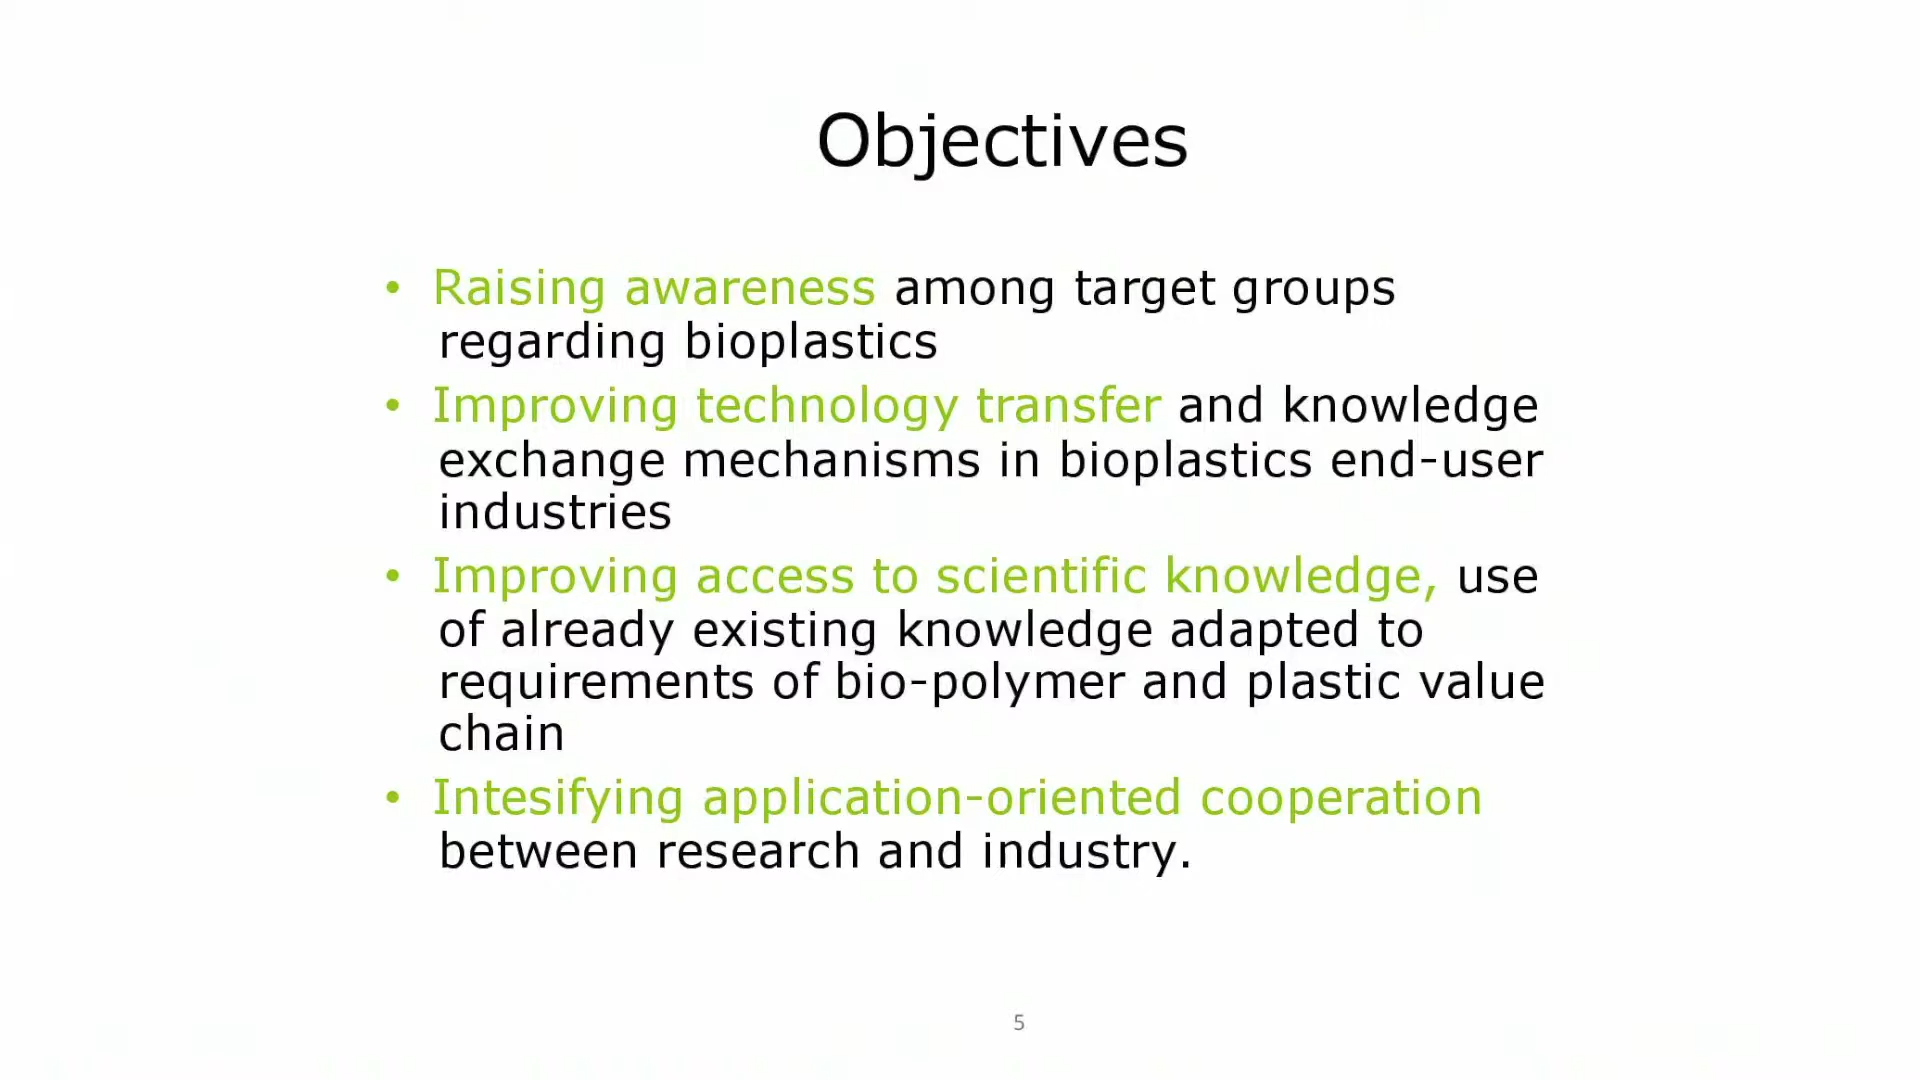 Objectives
• Raising awareness among target groups
regarding bioplastics
• Improving technology transfer and knowledge
exchange mechanisms in bioplastics end-user
industries
• Improving access to scientific knowledge, use
of already existing knowledge adapted to
requirements of bio-polymer and plastic value
chain
• Intesifying application-oriented cooperation
between research and industry.
5